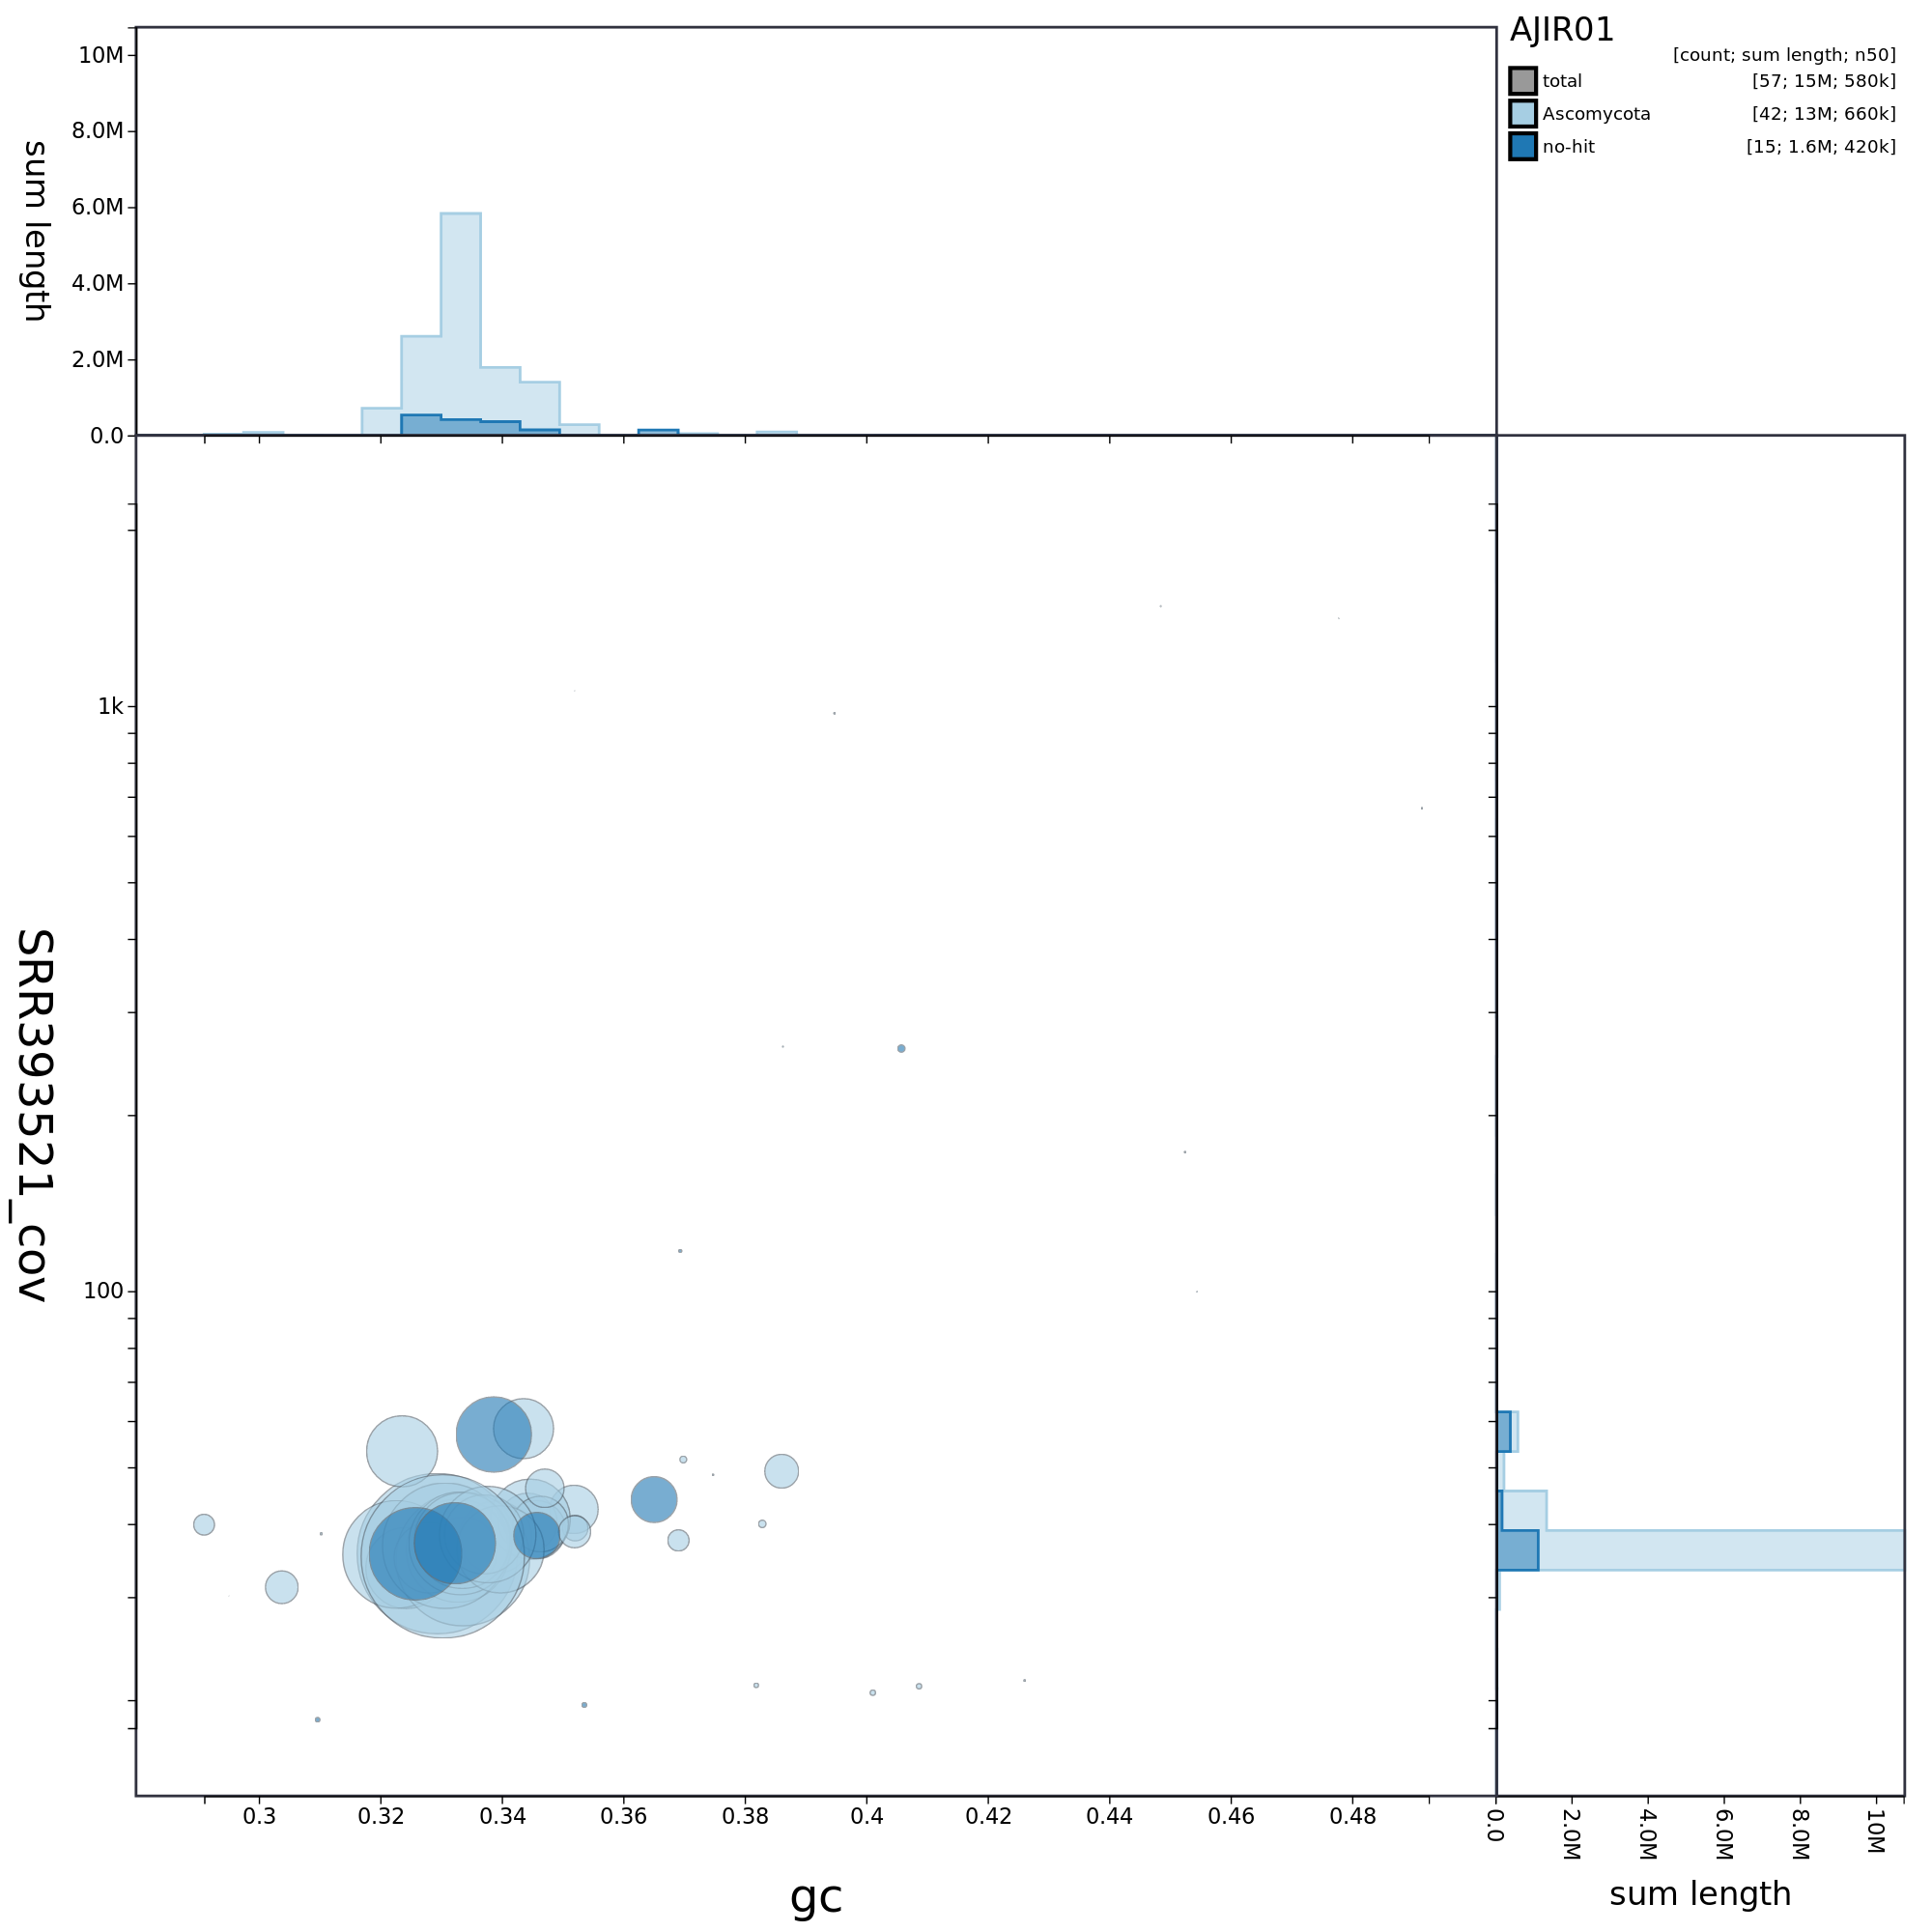 AJIR01
[count; sum length; n50]
total [57; 15M; 580k]
Ascomycota [42; 13M; 660k]
no-hit [15; 1.6M; 420k]
sum length
10M
8.0M
6.0M
4.0M
2.0M
0.0
SRR393521_cov
1k
100
0.3 0.32 0.34 0.36 0.38 0.4 0.42 0.44 0.46 0.48
gc
0.0 2.0M 4.0M 6.0M 8.0M 10M
sum length